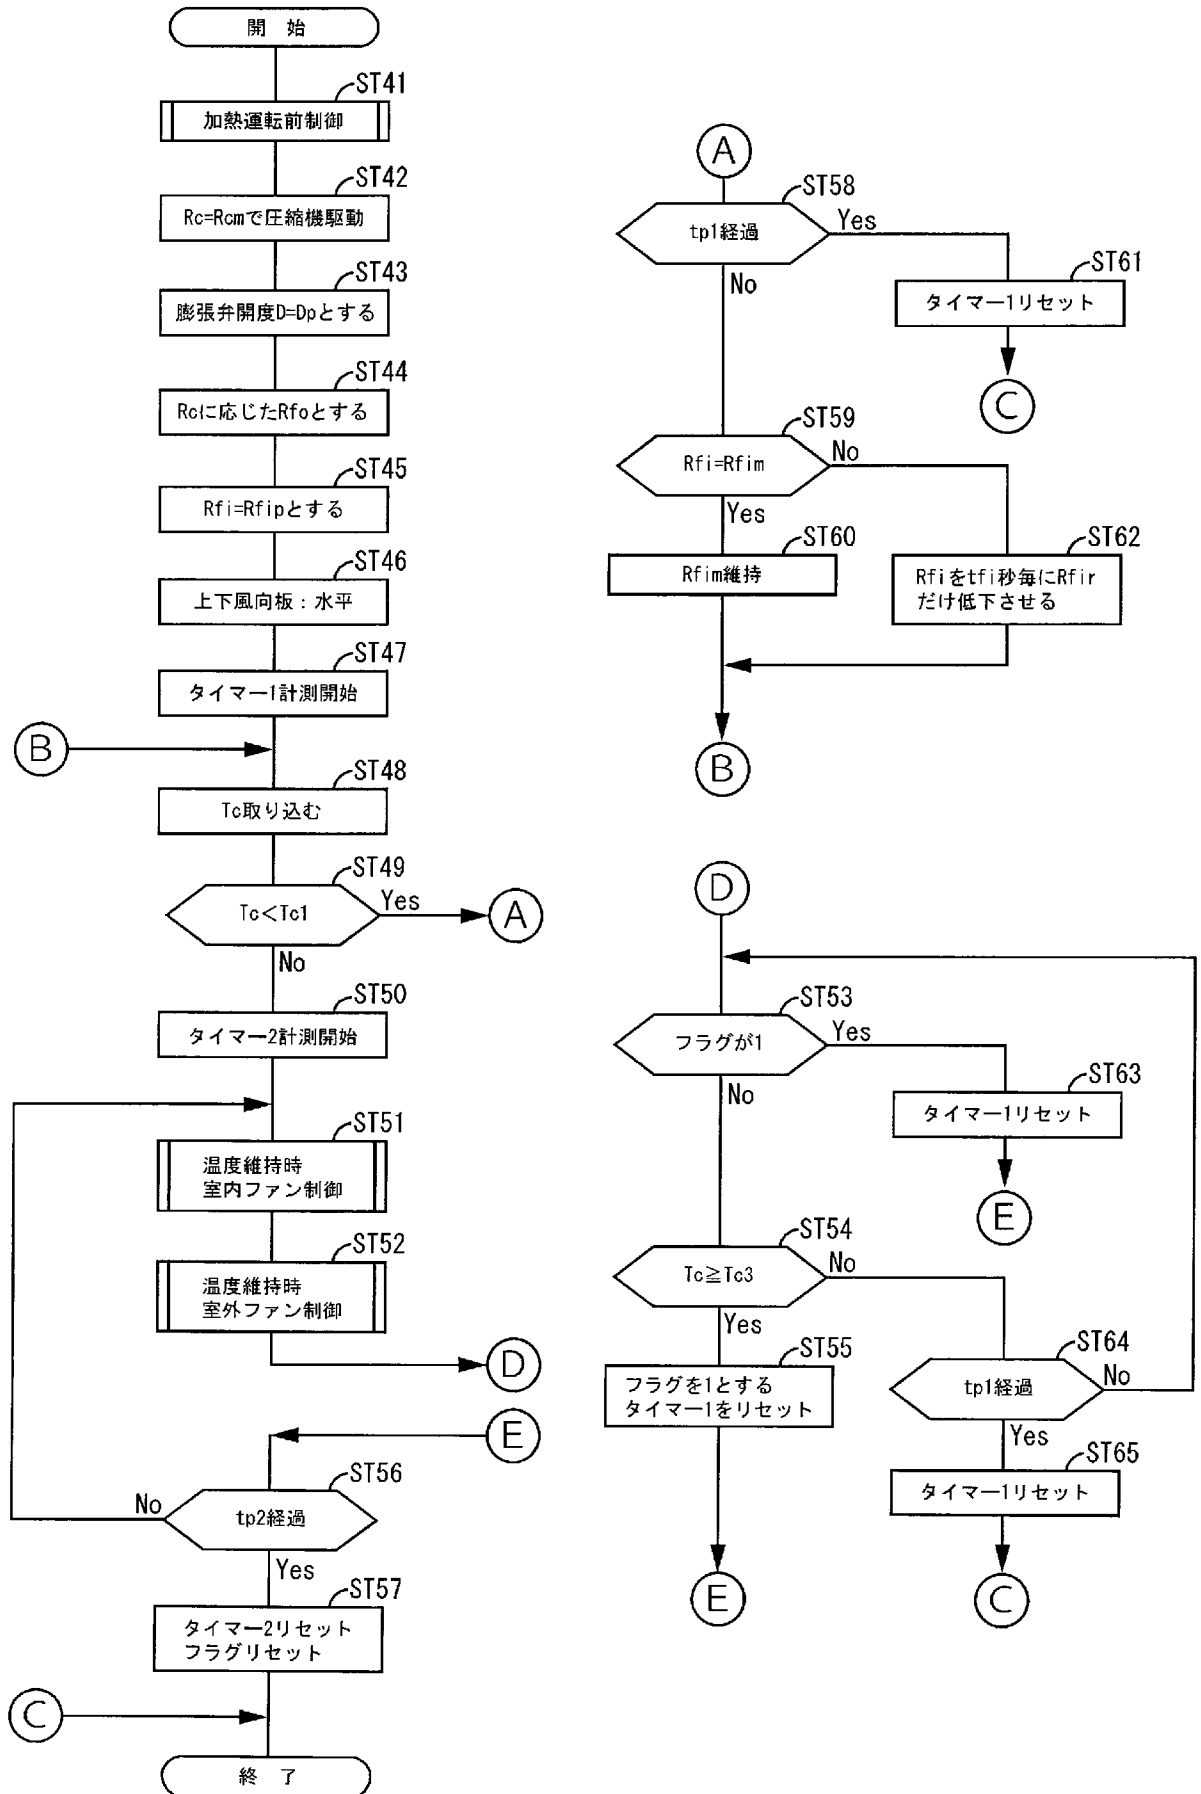 開 始
ST41
加熱運転前制御
ST42
Rc=Rcmで圧縮機駆動
ST43
膨張弁開度D=Dpとする
ST44
Rcに応じたRfoとする
ST45
Rfi=Rfipとする
ST46
上下風向板：水平
ST47
タイマー1計測開始
B
ST48
Tc取り込む
ST49
Tc＜Tc1
Yes
A
No
ST50
タイマー2計測開始
ST51
温度維持時
室内ファン制御
ST52
温度維持時
室外ファン制御
D
E
ST56
No
tp2経過
Yes
ST57
タイマー2リセット
フラグリセット
C
終 了
A
ST58
tp1経過
Yes
No
ST61
タイマー1リセット
C
ST59
Rfi=Rfim
No
Yes
ST60
Rfim維持
ST62
Rfiをtfi秒毎にRfir
だけ低下させる
B
D
ST53
フラグが1
Yes
No
ST63
タイマー1リセット
E
ST54
Tc≧Tc3
No
Yes
ST55
フラグを1とする
タイマー1をリセット
E
ST64
tp1経過
No
Yes
ST65
タイマー1リセット
C